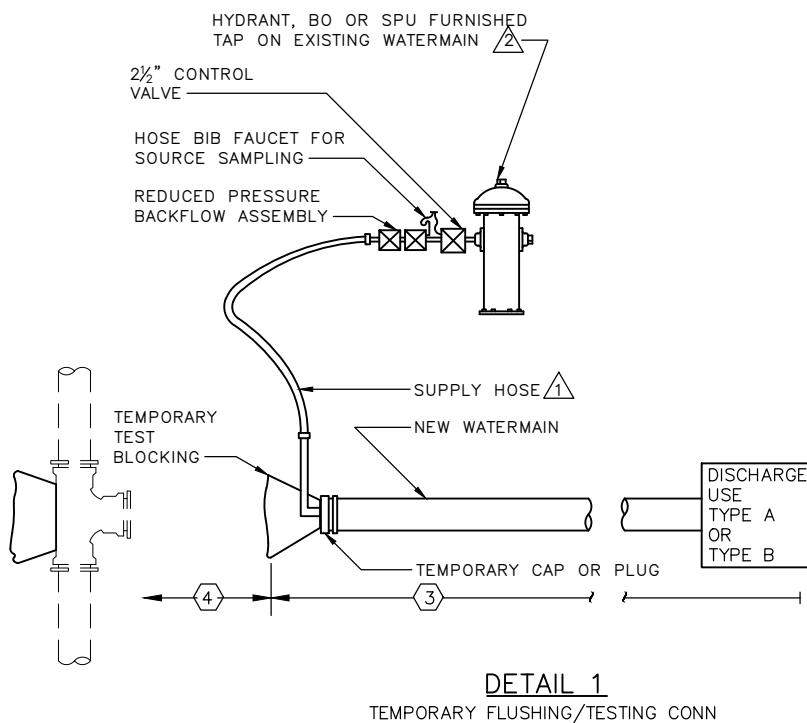 HYDRANT, BO OR SPU FURNISHED
TAP ON EXISTING WATERMAIN 2
2½" CONTROL
VALVE
HOSE BIB FAUCET FOR
SOURCE SAMPLING
REDUCED PRESSURE
BACKFLOW ASSEMBLY
SUPPLY HOSE 1
NEW WATERMAIN
TEMPORARY
TEST
BLOCKING
DISCHARGE
USE
TYPE A
OR
TYPE B
TEMPORARY CAP OR PLUG
4
3
DETAIL 1
TEMPORARY FLUSHING/TESTING CONN